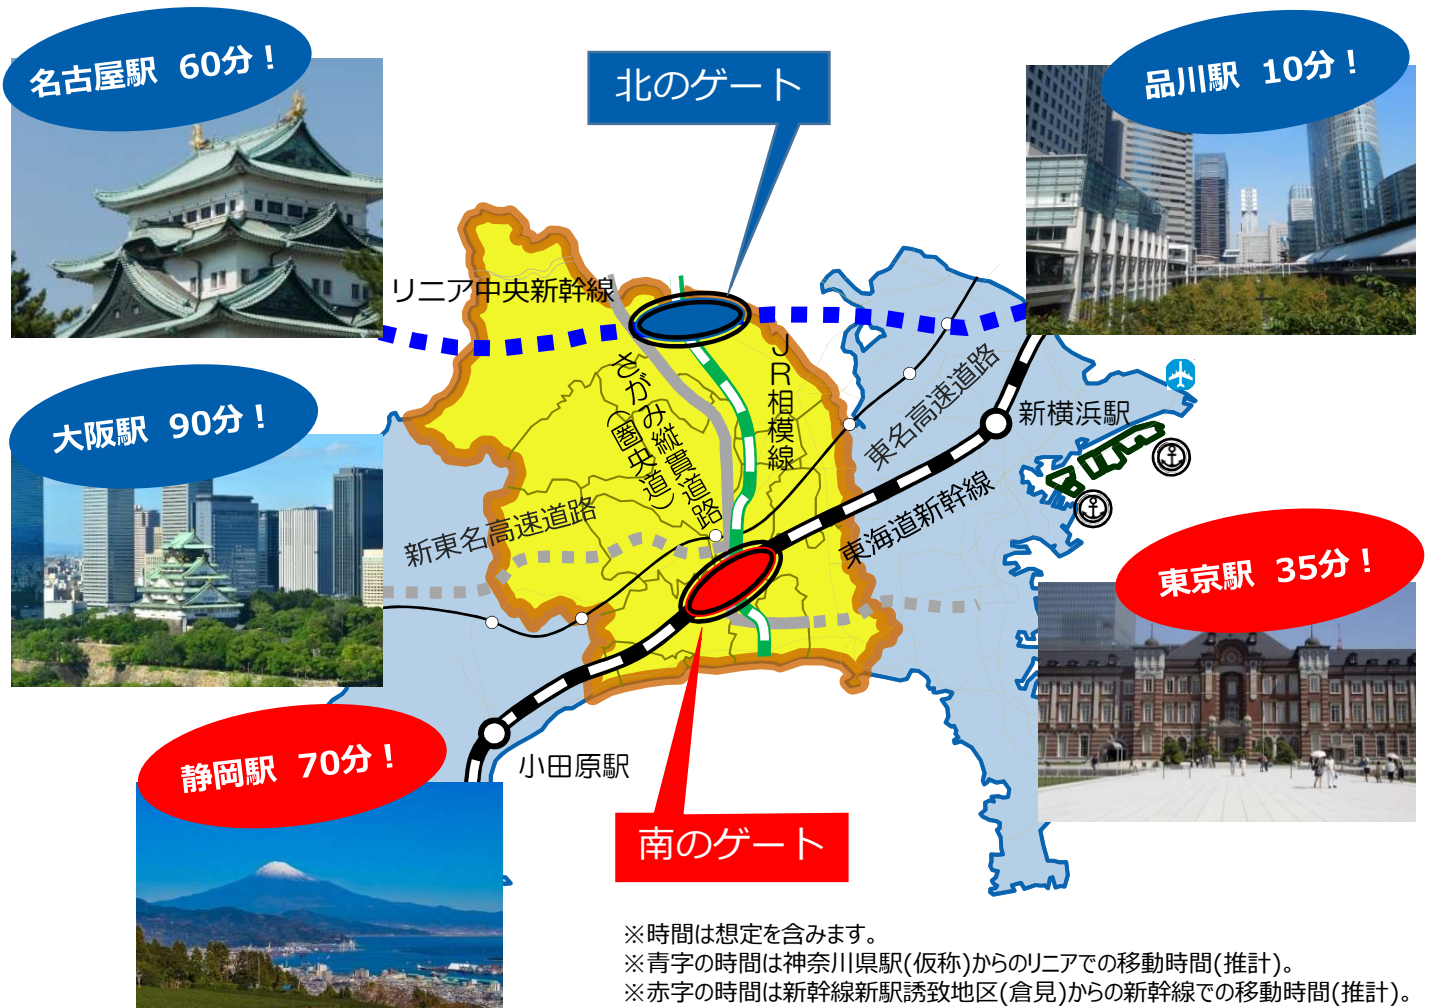 名古屋駅 60分！
北のゲート
品川駅 10分！
リニア中央新幹線
さがみ縦貫道路
（圏央道）
ＪＲ相模線
東名高速道路
新横浜駅
大阪駅 90分！
新東名高速道路
東海道新幹線
東京駅 35分！
静岡駅 70分！
小田原駅
南のゲート
※時間は想定を含みます。
※青字の時間は神奈川県駅(仮称)からのリニアでの移動時間(推計)。
※赤字の時間は新幹線新駅誘致地区(倉見)からの新幹線での移動時間(推計)。